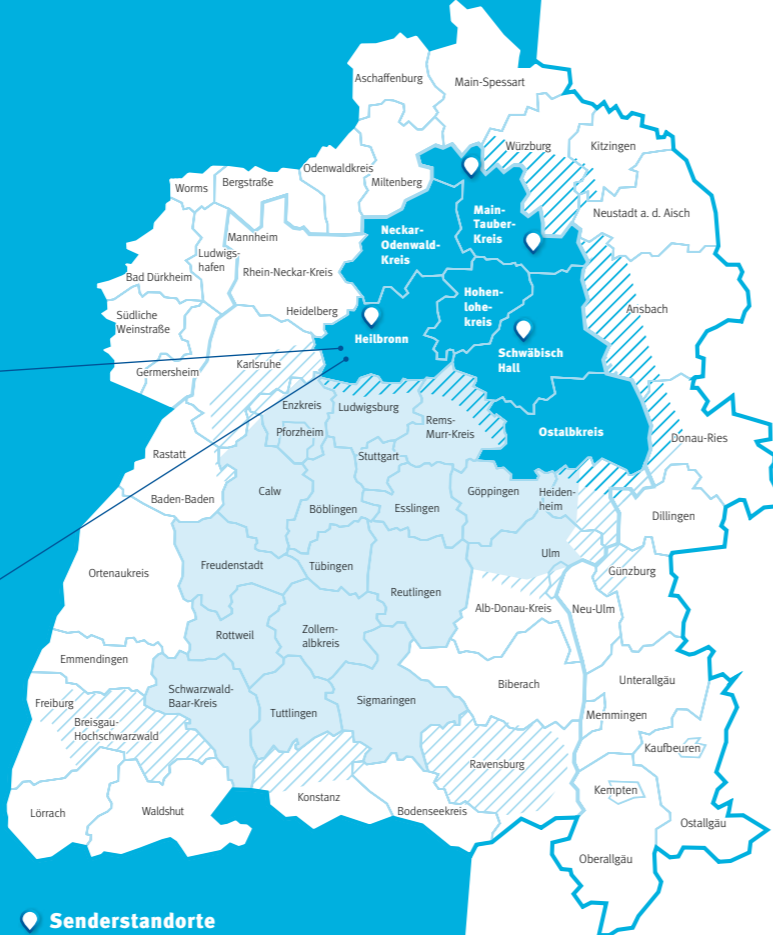 Aschaffenburg
Main-Spessart
Würzburg
Kitzingen
Odenwaldkreis
Miltenberg
Worms
Bergstraße
Main-
Tauber-
Kreis
Neustadt a. d. Aisch
Neckar-
Odenwald-
Kreis
Mannheim
Ludwigs-
hafen
Rhein-Neckar-Kreis
Bad Dürkheim
Hohen-
lohe-
kreis
Ansbach
Heidelberg
Südliche
Weinstraße
Heilbronn
Schwäbisch
Hall
Germersheim
Karlsruhe
Enzkreis
Ludwigsburg
Rems-
Murr-Kreis
Pforzheim
Ostalbkreis
Donau-Ries
Rastatt
Stuttgart
Baden-Baden
Calw
Böblingen
Esslingen
Göppingen
Heiden-
heim
Dillingen
Ulm
Ortenaukreis
Freudenstadt
Tübingen
Günzburg
Reutlingen
Alb-Donau-Kreis
Neu-Ulm
Rottweil
Zollern-
albkreis
Emmendingen
Biberach
Unterallgäu
Schwarzwald-
Baar-Kreis
Sigmaringen
Freiburg
Tuttlingen
Memmingen
Breisgau-
Hochschwarzwald
Kaufbeuren
Ravensburg
Kempten
Konstanz
Lörrach
Waldshut
Bodenseekreis
Ostallgäu
Oberallgäu
Senderstandorte